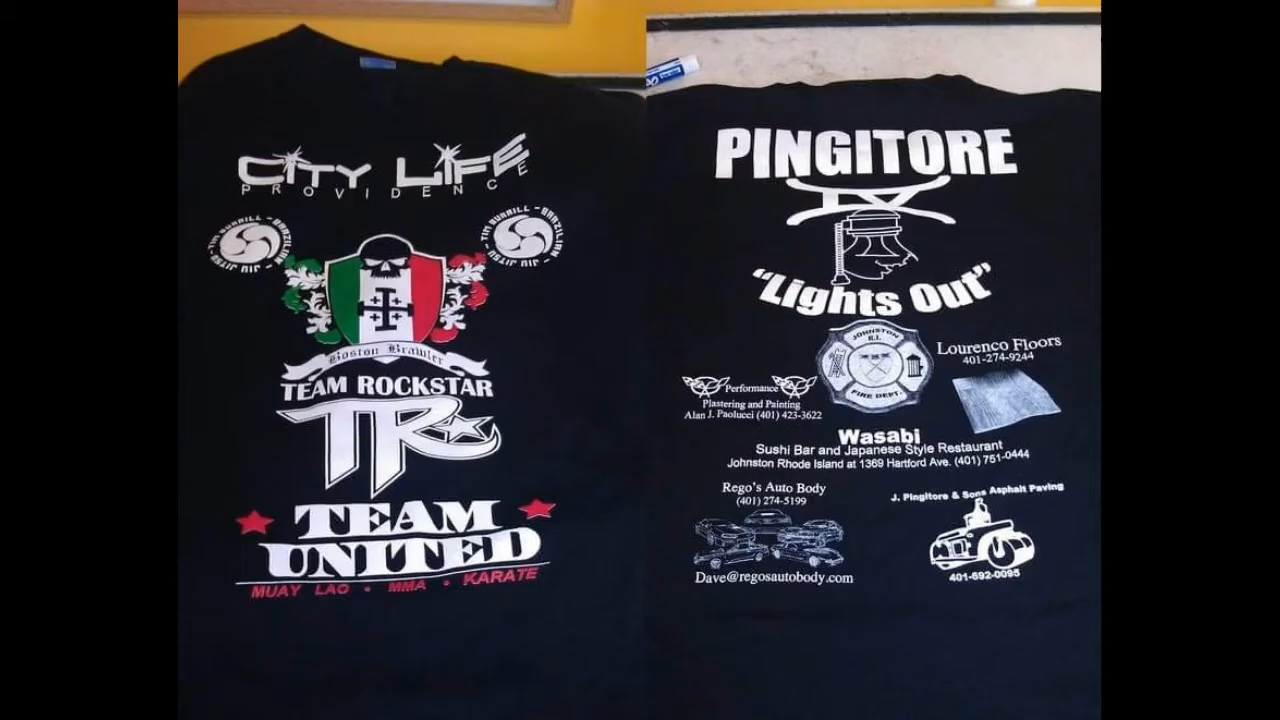 CITY LIFE
PROVIDENCE
TIM BURRILL - BRAZILIAN JIU JITSU -
TIM BURRILL - BRAZILIAN JIU JITSU -
Boston Brawler
TEAM ROCKSTAR
TR
TEAM
UNITED
MUAY LAO • MMA • KARATE
PINGITORE
IV
"Lights Out"
JOHNSTON
R.I.
FIRE DEPT.
Lourenco Floors
401-274-9244
Performance
Plastering and Painting
Alan J. Paolucci (401) 423-3622
Wasabi
Sushi Bar and Japanese Style Restaurant
Johnston Rhode Island at 1369 Hartford Ave. (401) 751-0444
Rego's Auto Body
(401) 274-5199
Dave@regosautobody.com
J. Pingitore & Sons Asphalt Paving
401-692-0095